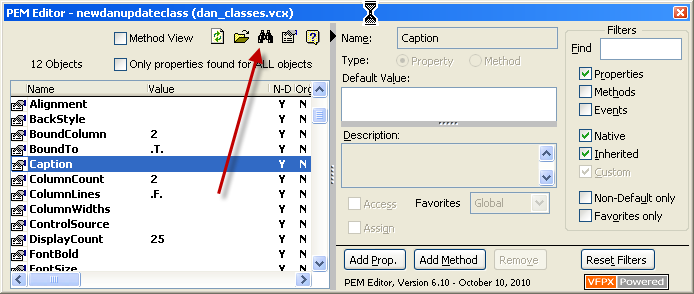 PEM Editor - newdanupdateclass (dan_classes.vcx)
Method View
12 Objects
Only properties found for ALL objects
Name Value N-D Org
Alignment Y N
BackStyle Y N
BoundColumn 2 Y N
BoundTo .T. Y N
Caption Y N
ColumnCount 2 Y N
ColumnLines .F. Y N
ColumnWidths Y N
ControlSource Y N
DisplayCount 25 Y N
FontBold Y N
FontSize Y N
Name: Caption
Type: Property Method
Default Value:
Description:
Access
Favorites Global
Assign
Filters
Find
Properties
Methods
Events
Native
Inherited
Custom
Non-Default only
Favorites only
Add Prop. Add Method Remove Reset Filters
PEM Editor, Version 6.10 - October 10, 2010 VFPX Powered